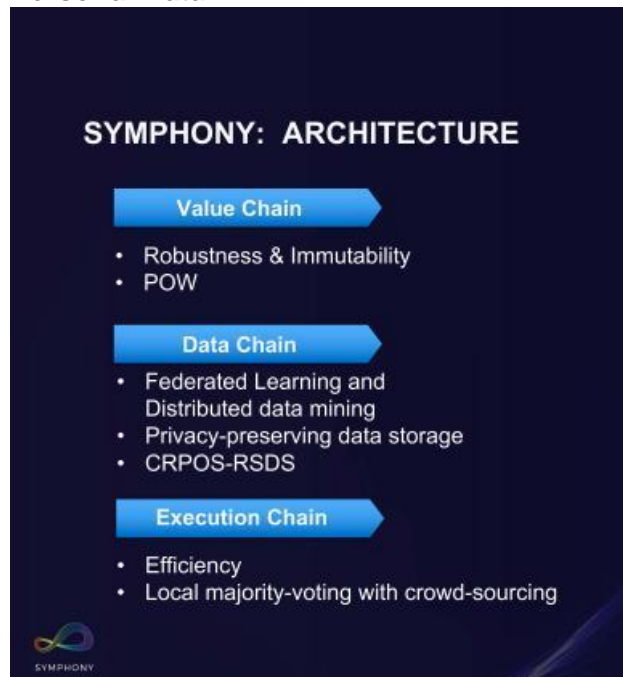 SYMPHONY: ARCHITECTURE
Value Chain
• Robustness & Immutability
• POW
Data Chain
• Federated Learning and
Distributed data mining
• Privacy-preserving data storage
• CRPOS-RSDS
Execution Chain
• Efficiency
• Local majority-voting with crowd-sourcing
SYMPHONY